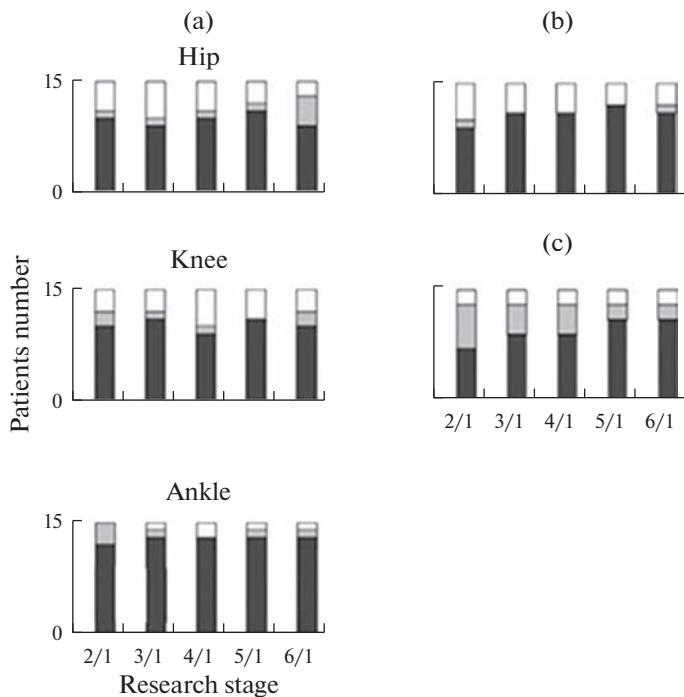 (a)
Hip
15
0
(b)
Patients number
Knee
15
0
(c)
2/1 3/1 4/1 5/1 6/1
Ankle
15
0
2/1 3/1 4/1 5/1 6/1
Research stage